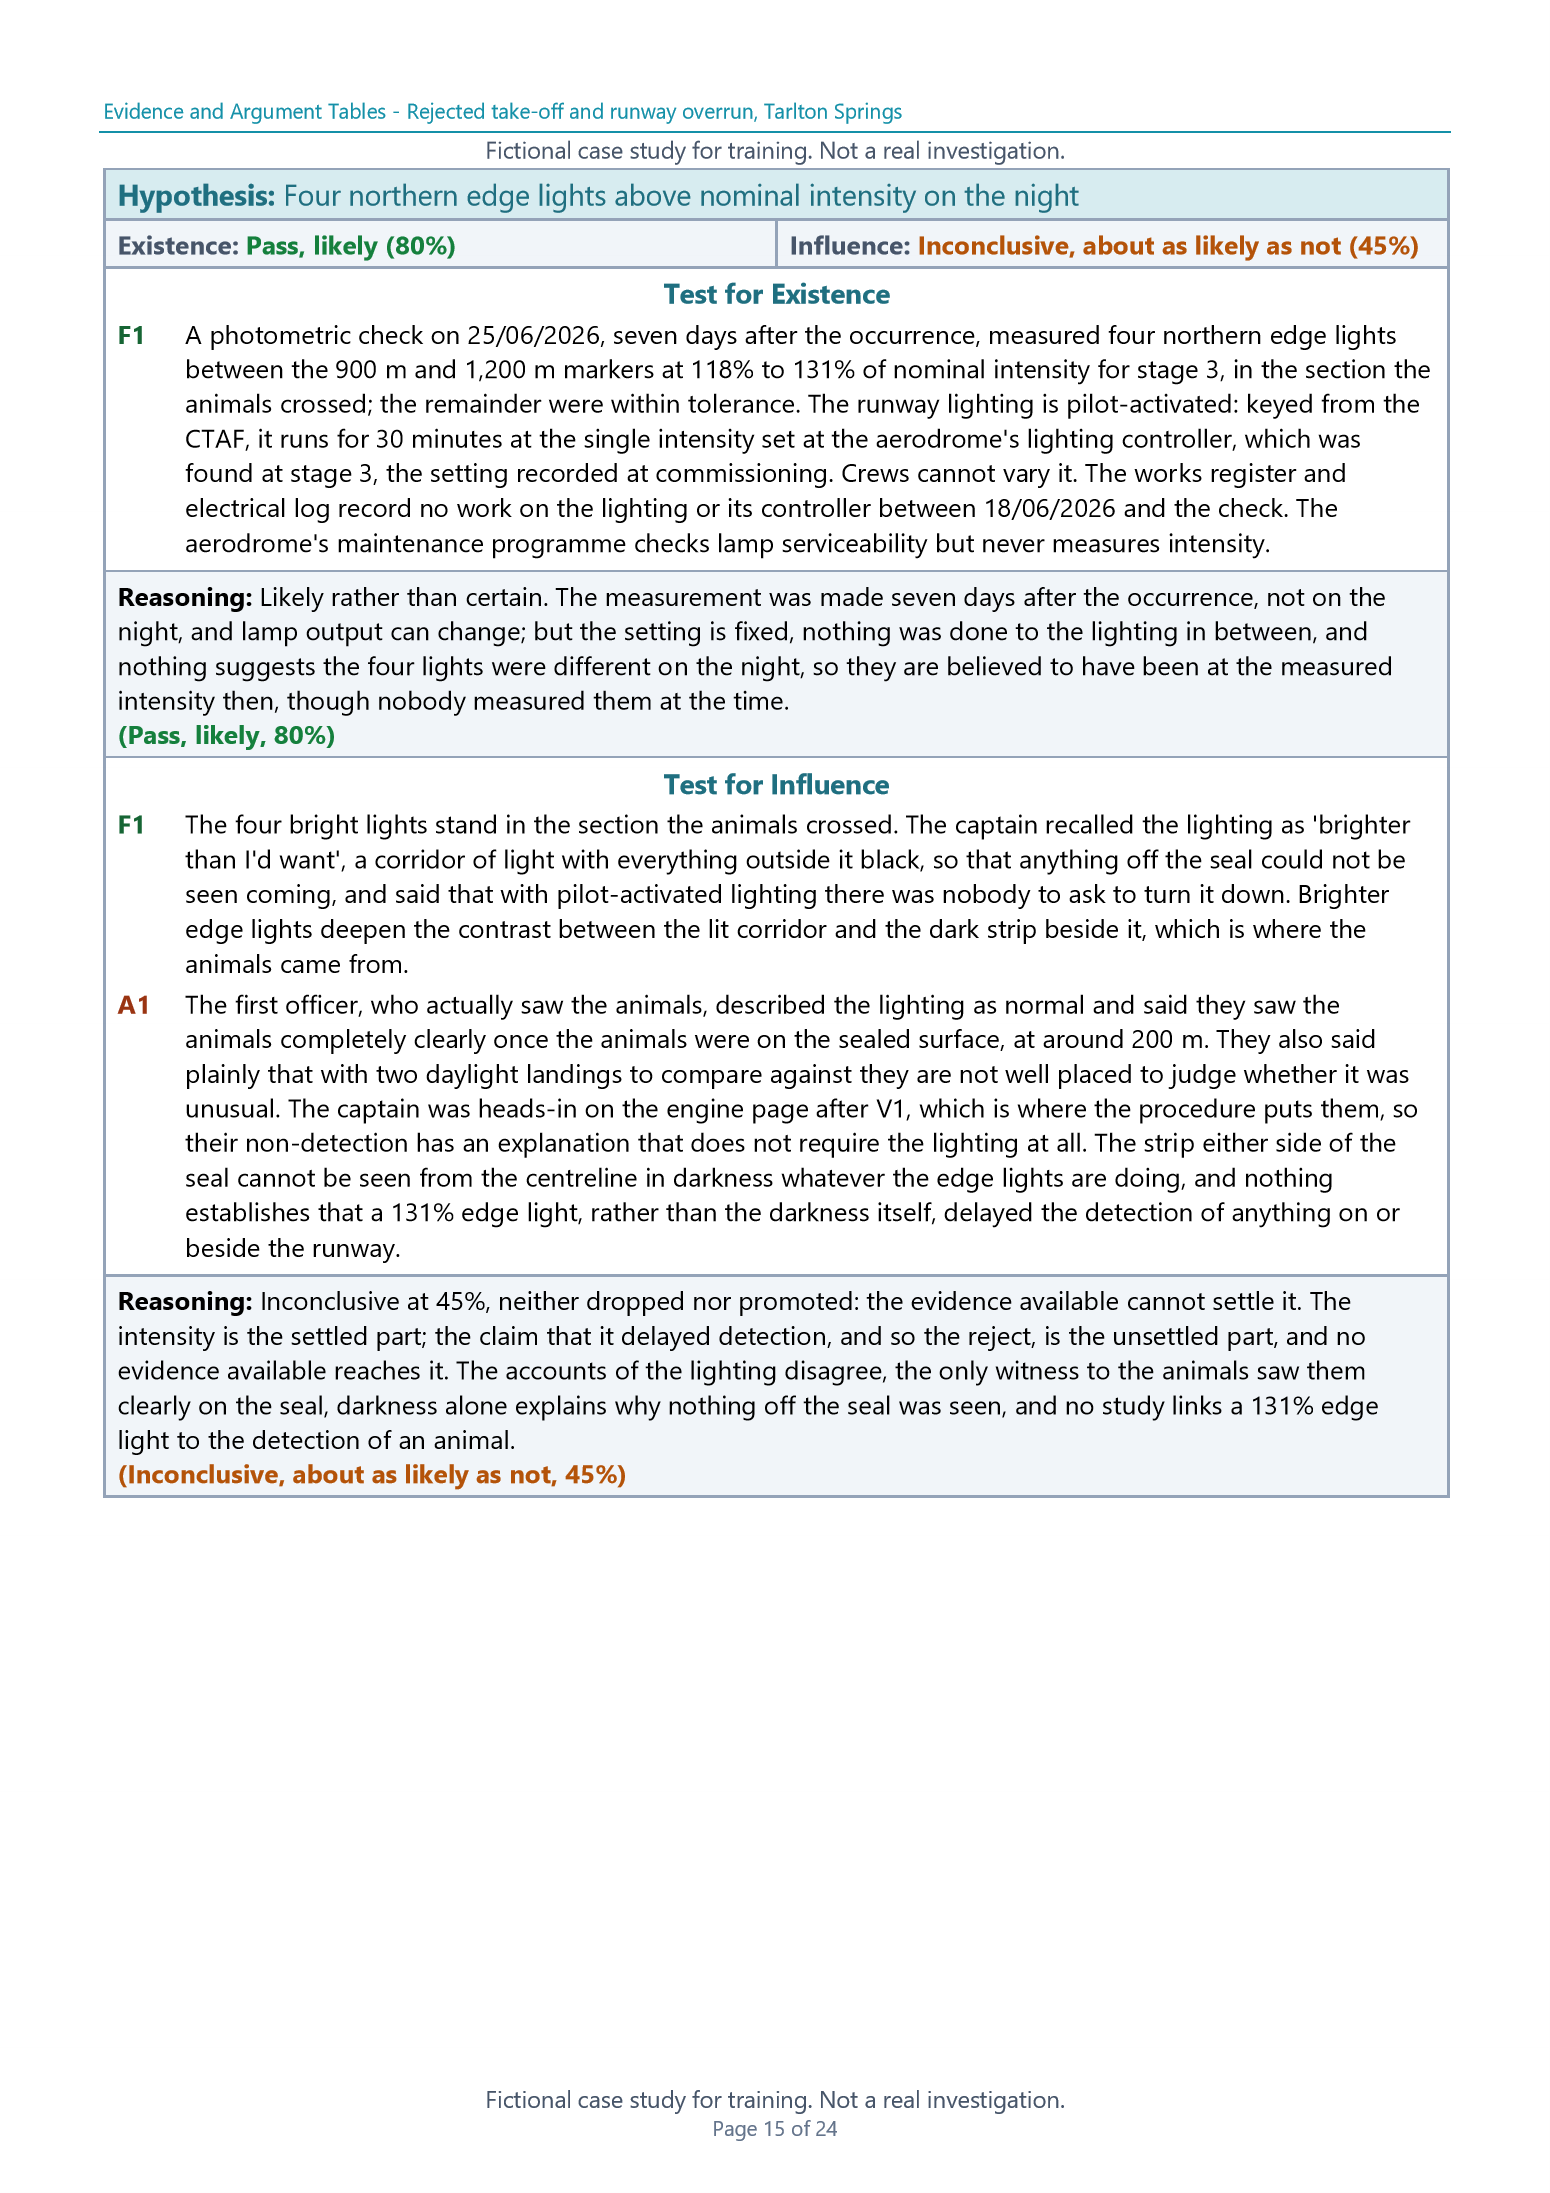 Evidence and Argument Tables - Rejected take-off and runway overrun, Tarlton Springs
Fictional case study for training. Not a real investigation.
Hypothesis: Four northern edge lights above nominal intensity on the night
Existence: Pass, likely (80%)
Influence: Inconclusive, about as likely as not (45%)
Test for Existence
F1 A photometric check on 25/06/2026, seven days after the occurrence, measured four northern edge lights
between the 900 m and 1,200 m markers at 118% to 131% of nominal intensity for stage 3, in the section the
animals crossed; the remainder were within tolerance. The runway lighting is pilot-activated: keyed from the
CTAF, it runs for 30 minutes at the single intensity set at the aerodrome's lighting controller, which was
found at stage 3, the setting recorded at commissioning. Crews cannot vary it. The works register and
electrical log record no work on the lighting or its controller between 18/06/2026 and the check. The
aerodrome's maintenance programme checks lamp serviceability but never measures intensity.
Reasoning: Likely rather than certain. The measurement was made seven days after the occurrence, not on the
night, and lamp output can change; but the setting is fixed, nothing was done to the lighting in between, and
nothing suggests the four lights were different on the night, so they are believed to have been at the measured
intensity then, though nobody measured them at the time.
(Pass, likely, 80%)
Test for Influence
F1 The four bright lights stand in the section the animals crossed. The captain recalled the lighting as 'brighter
than I'd want', a corridor of light with everything outside it black, so that anything off the seal could not be
seen coming, and said that with pilot-activated lighting there was nobody to ask to turn it down. Brighter
edge lights deepen the contrast between the lit corridor and the dark strip beside it, which is where the
animals came from.
A1 The first officer, who actually saw the animals, described the lighting as normal and said they saw the
animals completely clearly once the animals were on the sealed surface, at around 200 m. They also said
plainly that with two daylight landings to compare against they are not well placed to judge whether it was
unusual. The captain was heads-in on the engine page after V1, which is where the procedure puts them, so
their non-detection has an explanation that does not require the lighting at all. The strip either side of the
seal cannot be seen from the centreline in darkness whatever the edge lights are doing, and nothing
establishes that a 131% edge light, rather than the darkness itself, delayed the detection of anything on or
beside the runway.
Reasoning: Inconclusive at 45%, neither dropped nor promoted: the evidence available cannot settle it. The
intensity is the settled part; the claim that it delayed detection, and so the reject, is the unsettled part, and no
evidence available reaches it. The accounts of the lighting disagree, the only witness to the animals saw them
clearly on the seal, darkness alone explains why nothing off the seal was seen, and no study links a 131% edge
light to the detection of an animal.
(Inconclusive, about as likely as not, 45%)
Fictional case study for training. Not a real investigation.
Page 15 of 24